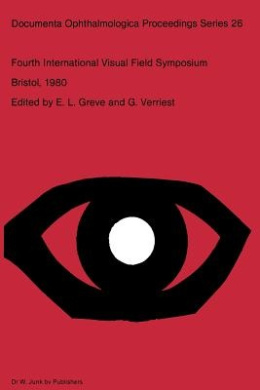 Documenta Ophthalmologica Proceedings Series 26
Fourth International Visual Field Symposium
Bristol, 1980
Edited by E. L. Greve and G. Verriest
Dr W. Junk bv Publishers